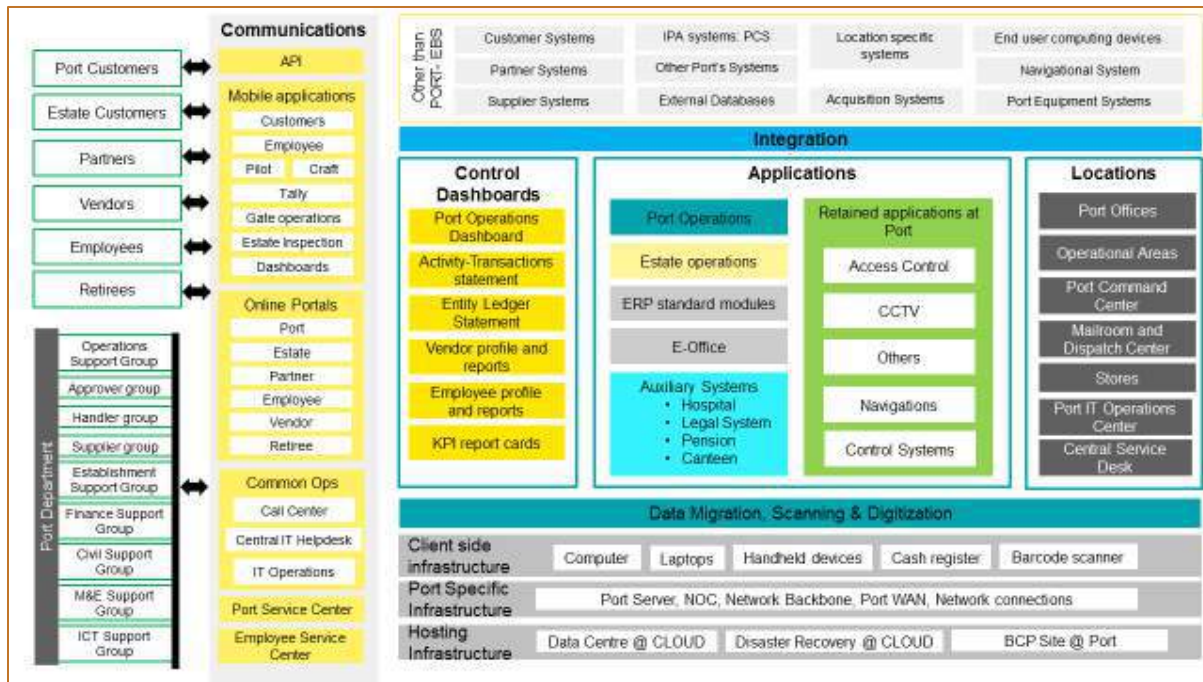 Port Customers
Estate Customers
Partners
Vendors
Employees
Retirees
Port Department
Operations
Support Group
Approver group
Handler group
Supplier group
Establishment
Support Group
Finance Support
Group
Civil Support
Group
M&E Support
Group
ICT Support
Group
Communications
API
Mobile applications
Customers
Employee
Pilot
Craft
Tally
Gate operations
Estate Inspection
Dashboards
Online Portals
Port
Estate
Partner
Employee
Vendor
Retiree
Common Ops
Call Center
Central IT Helpdesk
IT Operations
Port Service Center
Employee Service
Center
Other than
PORT- EBS
Customer Systems
Partner Systems
Supplier Systems
IPA systems: PCS
Other Port's Systems
External Databases
Location specific
systems
Acquisition Systems
End user computing devices
Navigational System
Port Equipment Systems
Integration
Control
Dashboards
Port Operations
Dashboard
Activity-Transactions
statement
Entity Ledger
Statement
Vendor profile and
reports
Employee profile
and reports
KPI report cards
Applications
Port Operations
Estate operations
ERP standard modules
E-Office
Auxiliary Systems
• Hospital
• Legal System
• Pension
• Canteen
Retained applications at
Port
Access Control
CCTV
Others
Navigations
Control Systems
Locations
Port Offices
Operational Areas
Port Command
Center
Mailroom and
Dispatch Center
Stores
Port IT Operations
Center
Central Service
Desk
Data Migration, Scanning & Digitization
Client side
infrastructure
Computer
Laptops
Handheld devices
Cash register
Barcode scanner
Port Specific
Infrastructure
Port Server, NOC, Network Backbone, Port WAN, Network connections
Hosting
Infrastructure
Data Centre @ CLOUD
Disaster Recovery @ CLOUD
BCP Site @ Port